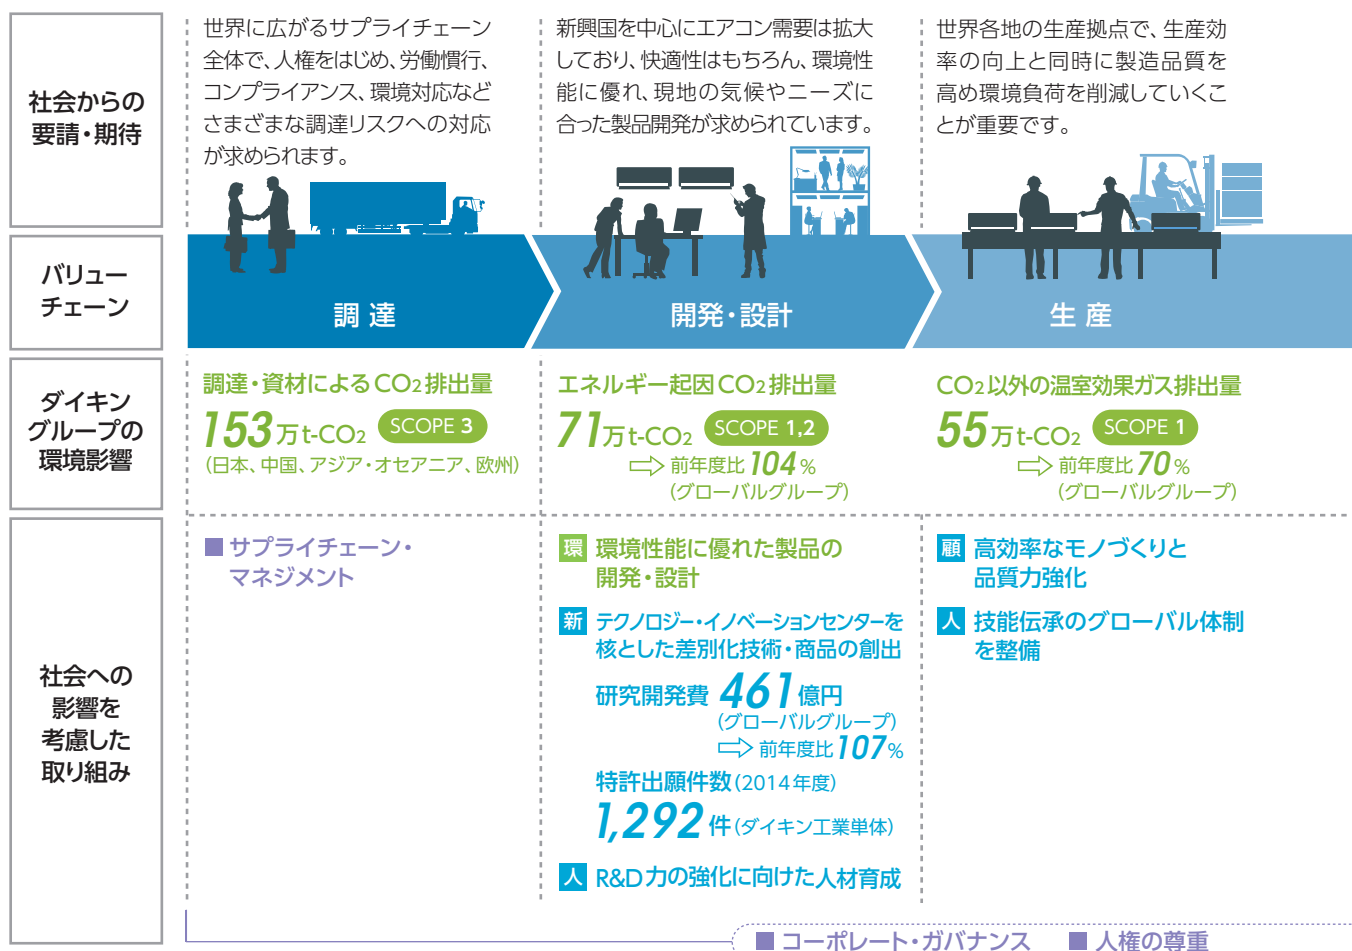 社会からの
要請・期待
世界に広がるサプライチェーン
全体で、人権をはじめ、労働慣行、
コンプライアンス、環境対応など
さまざまな調達リスクへの対応
が求められます。
新興国を中心にエアコン需要は拡大
しており、快適性はもちろん、環境性
能に優れ、現地の気候やニーズに
合った製品開発が求められています。
世界各地の生産拠点で、生産効
率の向上と同時に製造品質を
高め環境負荷を削減していくこ
とが重要です。
バリュー
チェーン
調達
開発・設計
生産
ダイキン
グループの
環境影響
調達・資材によるCO2排出量
153万t-CO2 SCOPE 3
(日本、中国、アジア・オセアニア、欧州)
エネルギー起因CO2排出量
71万t-CO2 SCOPE 1,2
⇨ 前年度比104%
(グローバルグループ)
CO2以外の温室効果ガス排出量
55万t-CO2 SCOPE 1
⇨ 前年度比70%
(グローバルグループ)
社会への
影響を
考慮した
取り組み
■ サプライチェーン・
マネジメント
環 環境性能に優れた製品の
開発・設計
新 テクノロジー・イノベーションセンターを
核とした差別化技術・商品の創出
研究開発費 461億円
(グローバルグループ)
⇨ 前年度比107%
特許出願件数(2014年度)
1,292件(ダイキン工業単体)
人 R&D力の強化に向けた人材育成
顧 高効率なモノづくりと
品質力強化
人 技能伝承のグローバル体制
を整備
■ コーポレート・ガバナンス ■ 人権の尊重